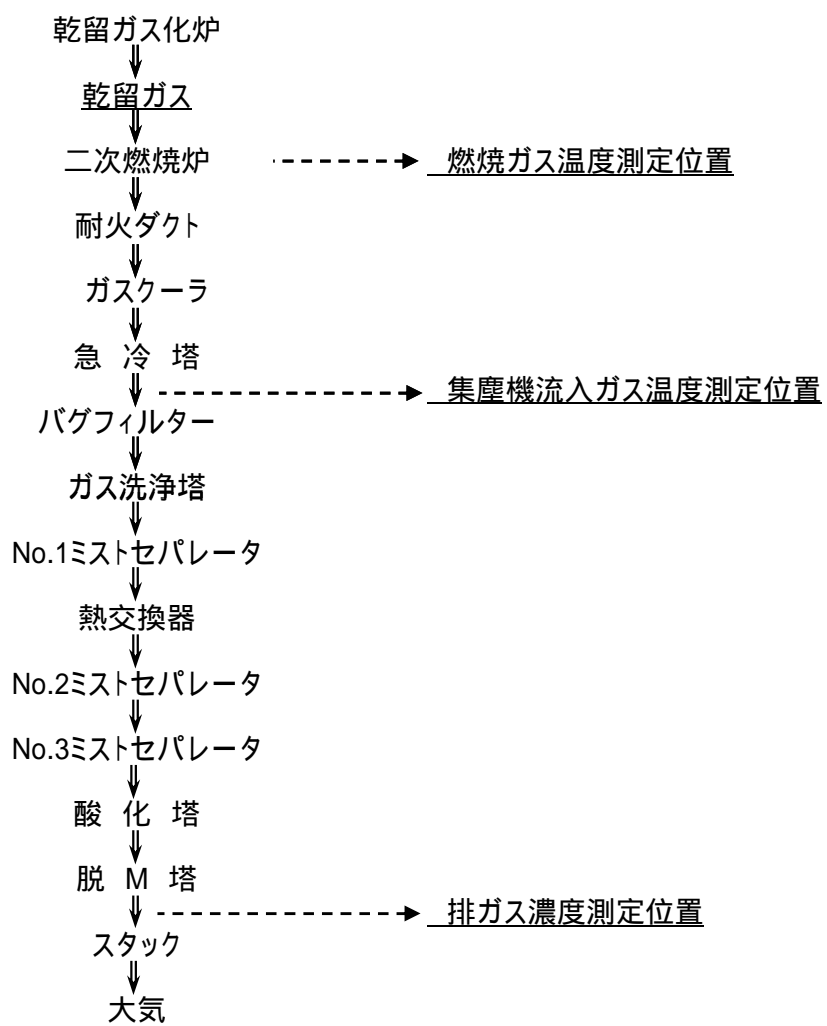 乾留ガス化炉
乾留ガス
二次燃焼炉 燃焼ガス温度測定位置
耐火ダクト
ガスクーラ
急 冷 塔
集塵機流入ガス温度測定位置
バグフィルター
ガス洗浄塔
No.1ミストセパレータ
熱交換器
No.2ミストセパレータ
No.3ミストセパレータ
酸 化 塔
脱 M 塔
排ガス濃度測定位置
スタック
大気